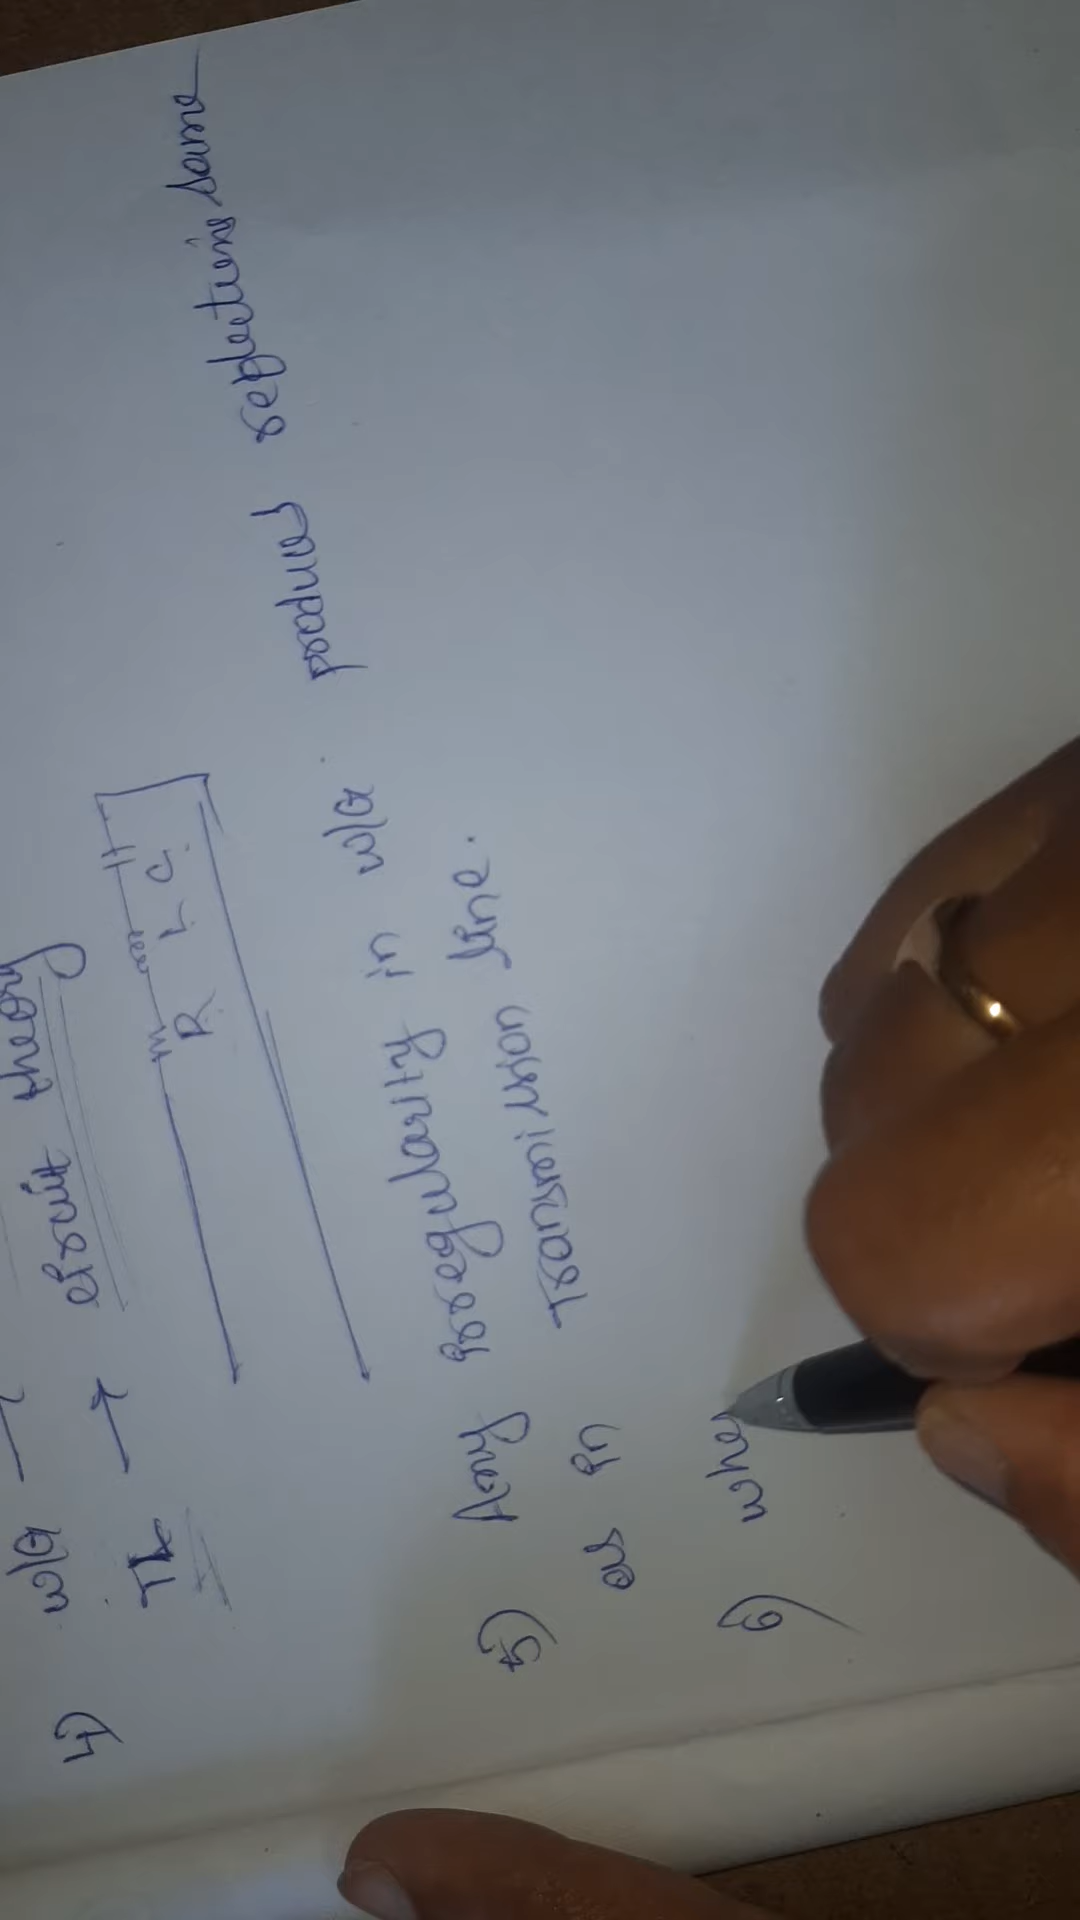 4) w/G →
TL → circuit theory
R L C
5) Any irregularity in w/G produces reflections same
as in Transmission line.
6) whe